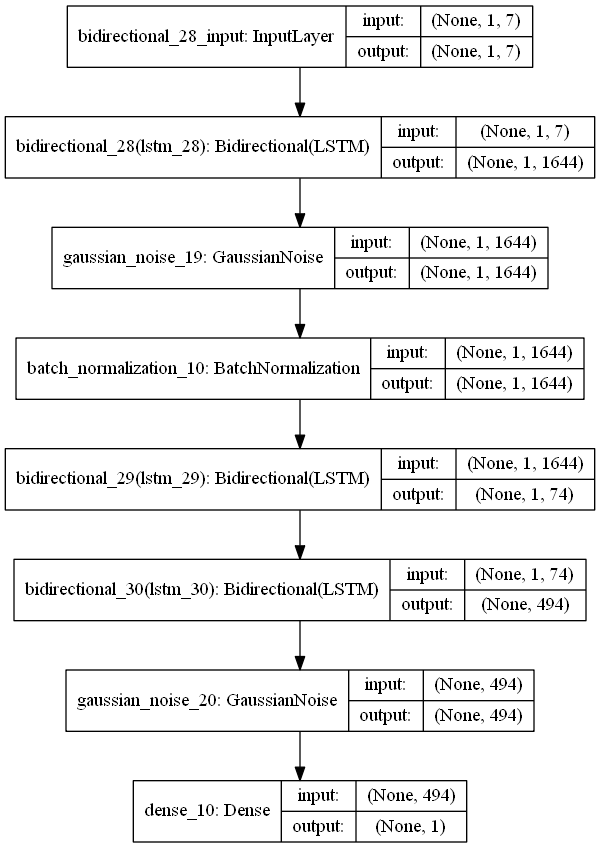 bidirectional_28_input: InputLayer
input: (None, 1, 7)
output: (None, 1, 7)
bidirectional_28(lstm_28): Bidirectional(LSTM)
input: (None, 1, 7)
output: (None, 1, 1644)
gaussian_noise_19: GaussianNoise
input: (None, 1, 1644)
output: (None, 1, 1644)
batch_normalization_10: BatchNormalization
input: (None, 1, 1644)
output: (None, 1, 1644)
bidirectional_29(lstm_29): Bidirectional(LSTM)
input: (None, 1, 1644)
output: (None, 1, 74)
bidirectional_30(lstm_30): Bidirectional(LSTM)
input: (None, 1, 74)
output: (None, 494)
gaussian_noise_20: GaussianNoise
input: (None, 494)
output: (None, 494)
dense_10: Dense
input: (None, 494)
output: (None, 1)